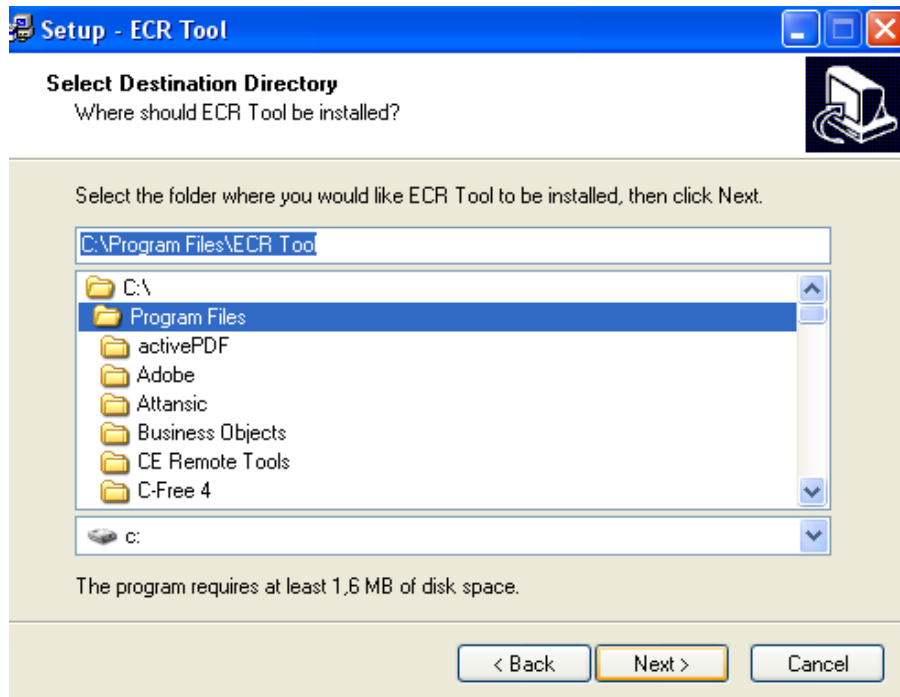 Setup - ECR Tool
Select Destination Directory
Where should ECR Tool be installed?
Select the folder where you would like ECR Tool to be installed, then click Next.
C:\Program Files\ECR Tool
C:\
Program Files
activePDF
Adobe
Attansic
Business Objects
CE Remote Tools
C-Free 4
c:
The program requires at least 1,6 MB of disk space.
< Back Next > Cancel